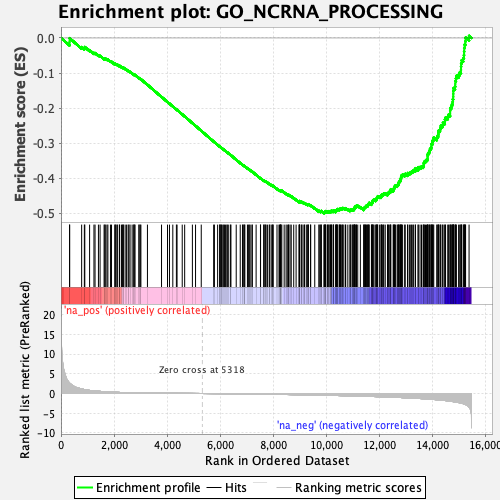 Enrichment plot: GO_NCRNA_PROCESSING
Enrichment score (ES)
0.0
-0.1
-0.2
-0.3
-0.4
-0.5
'na_pos' (positively correlated)
Ranked list metric (PreRanked)
20
15
10
5
0
-5
-10
Zero cross at 5318
'na_neg' (negatively correlated)
0
2,000
4,000
6,000
8,000
10,000
12,000
14,000
16,000
Rank in Ordered Dataset
Enrichment profile
Hits
Ranking metric scores